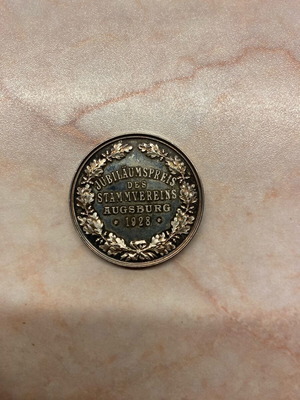 JUBILÄUMSPREIS
DES
STAMMVEREINS
AUGSBURG
1928